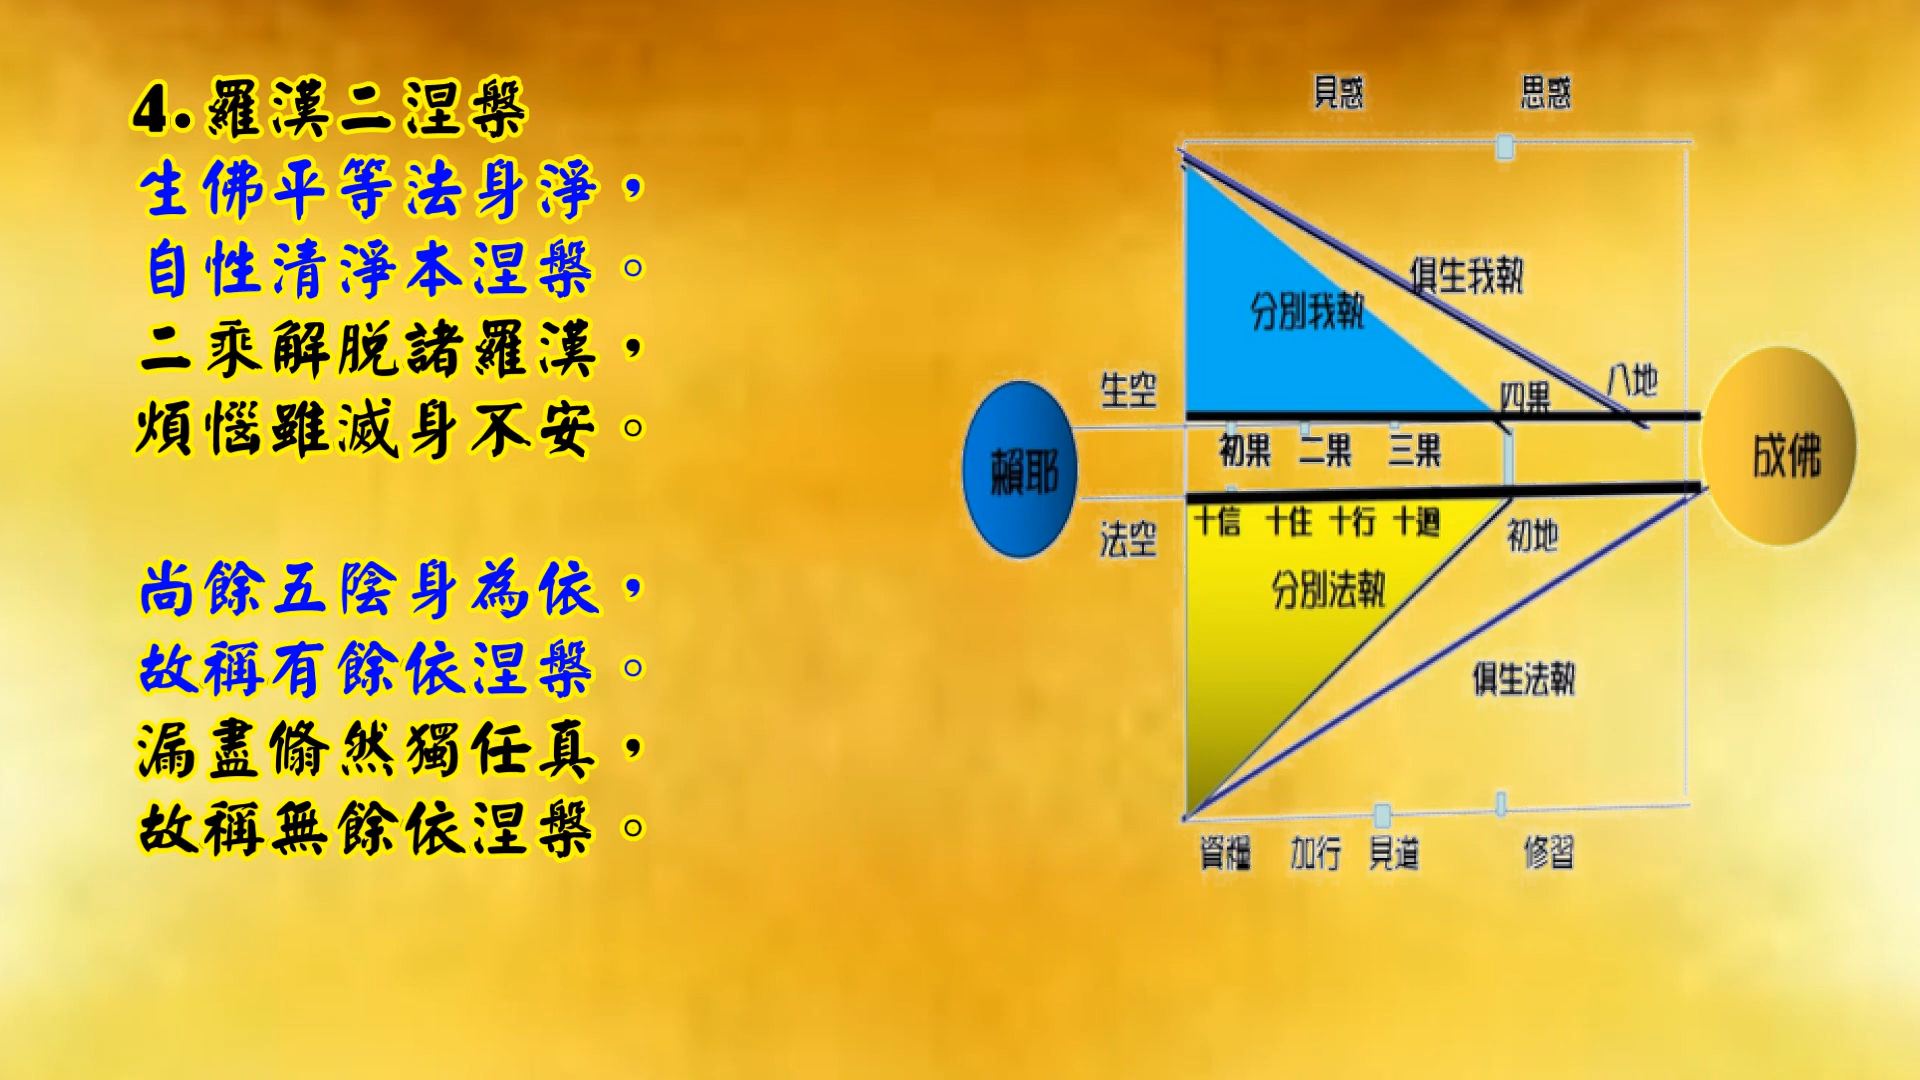 4.羅漢二涅槃
生佛平等法身淨，
自性清淨本涅槃。
二乘解脫諸羅漢，
煩惱雖滅身不安。
尚餘五陰身為依，
故稱有餘依涅槃。
漏盡翛然獨任真，
故稱無餘依涅槃。
見惑 思惑
俱生我執
分別我執
生空 四果 八地
初果 二果 三果
賴耶 成佛
法空 十信 十住 十行 十迴 初地
分別法執
俱生法執
資糧 加行 見道 修習